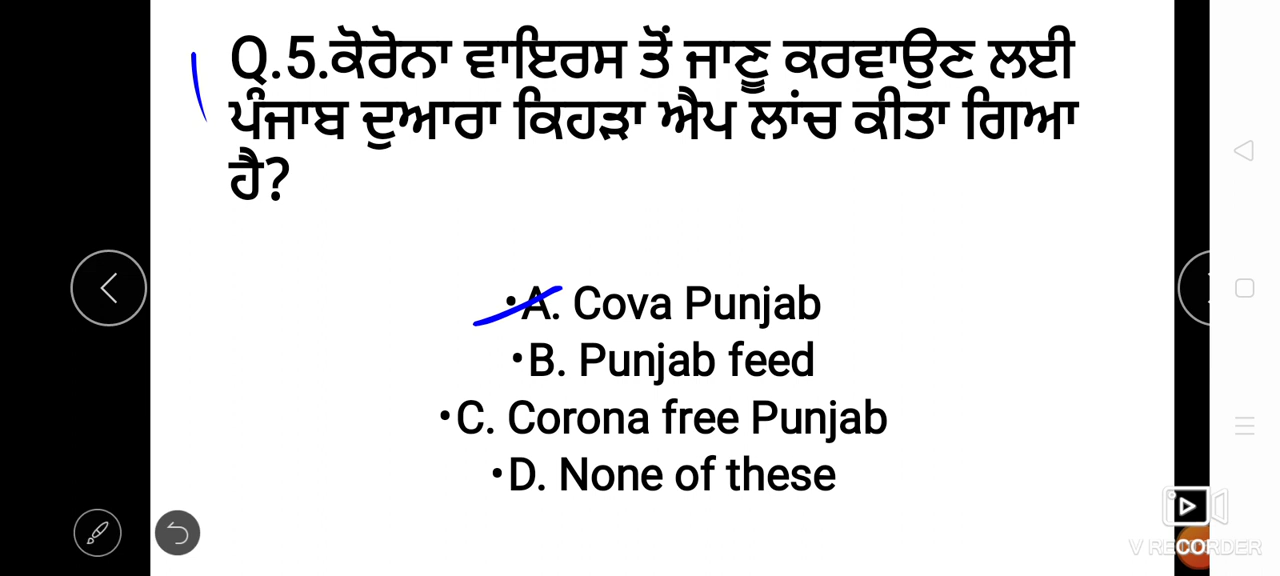 Q.5.ਕੋਰੋਨਾ ਵਾਇਰਸ ਤੋਂ ਜਾਣੂ ਕਰਵਾਉਣ ਲਈ
ਪੰਜਾਬ ਦੁਆਰਾ ਕਿਹੜਾ ਐਪ ਲਾਂਚ ਕੀਤਾ ਗਿਆ
ਹੈ?
•A. Cova Punjab
•B. Punjab feed
•C. Corona free Punjab
•D. None of these
V RECORDER